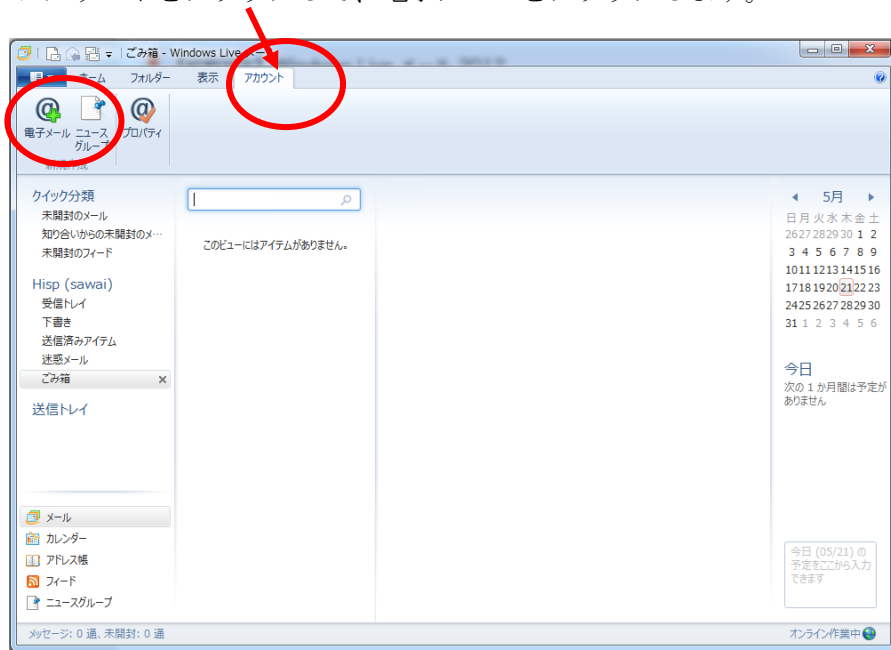 ごみ箱 - Windows Live メール
ホーム フォルダー 表示 アカウント
電子メール ニュース グループ プロパティ
新規作成
クイック分類
未開封のメール
知り合いからの未開封のメ…
未開封のフィード
Hisp (sawai)
受信トレイ
下書き
送信済みアイテム
迷惑メール
ごみ箱
送信トレイ
このビューにはアイテムがありません。
5月
日 月 火 水 木 金 土
26 27 28 29 30 1 2
3 4 5 6 7 8 9
10 11 12 13 14 15 16
17 18 19 20 21 22 23
24 25 26 27 28 29 30
31 1 2 3 4 5 6
今日
次の 1 か月間は予定が
ありません
今日 (05/21) の
予定をここから入力
できます
メール
カレンダー
アドレス帳
フィード
ニュースグループ
メッセージ: 0 通、未開封: 0 通
オンライン作業中